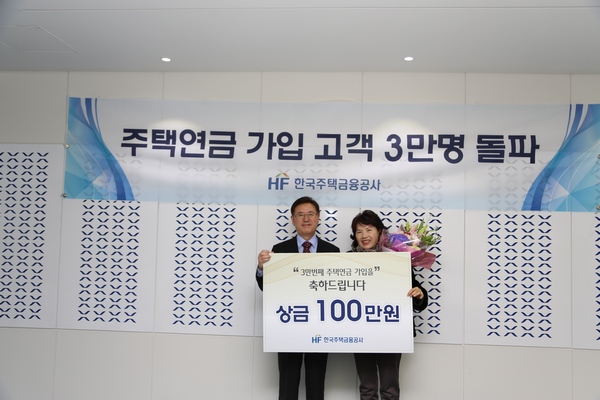 주택연금 가입 고객 3만명 돌파
HF 한국주택금융공사
“3만번째 주택연금 가입을”
축하드립니다
상금 100만원
HF 한국주택금융공사